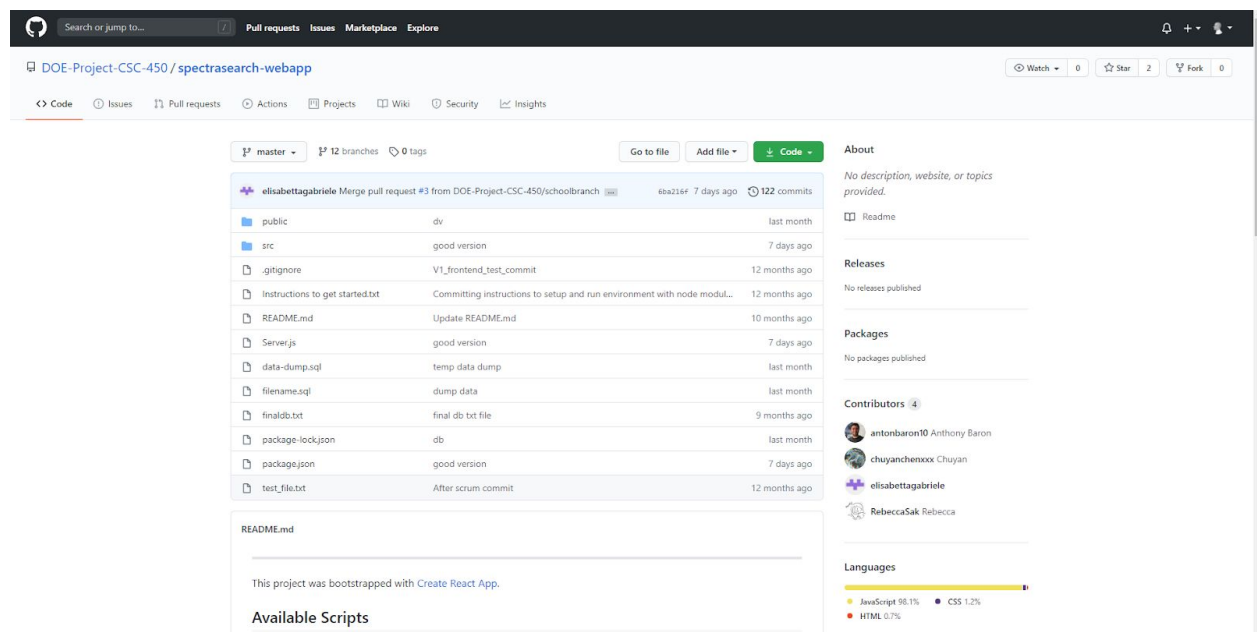 Search or jump to... / Pull requests Issues Marketplace Explore
DOE-Project-CSC-450 / spectrasearch-webapp Watch 0 Star 2 Fork 0
Code Issues Pull requests Actions Projects Wiki Security Insights
master 12 branches 0 tags Go to file Add file Code
elisabettagabriele Merge pull request #3 from DOE-Project-CSC-450/schoolbranch ... 6ba216f 7 days ago 122 commits
public dv last month
src good version 7 days ago
.gitignore V1_frontend_test_commit 12 months ago
Instructions to get started.txt Committing instructions to setup and run environment with node modul... 12 months ago
README.md Update README.md 10 months ago
Server.js good version 7 days ago
data-dump.sql temp data dump last month
filename.sql dump data last month
finaldb.txt final db txt file 9 months ago
package-lock.json db last month
package.json good version 7 days ago
test_file.txt After scrum commit 12 months ago
README.md
This project was bootstrapped with Create React App.
Available Scripts
About
No description, website, or topics
provided.
Readme
Releases
No releases published
Packages
No packages published
Contributors 4
antonbaron10 Anthony Baron
chuyanchenxxx Chuyan
elisabettagabriele
RebeccaSak Rebecca
Languages
JavaScript 98.1% CSS 1.2%
HTML 0.7%